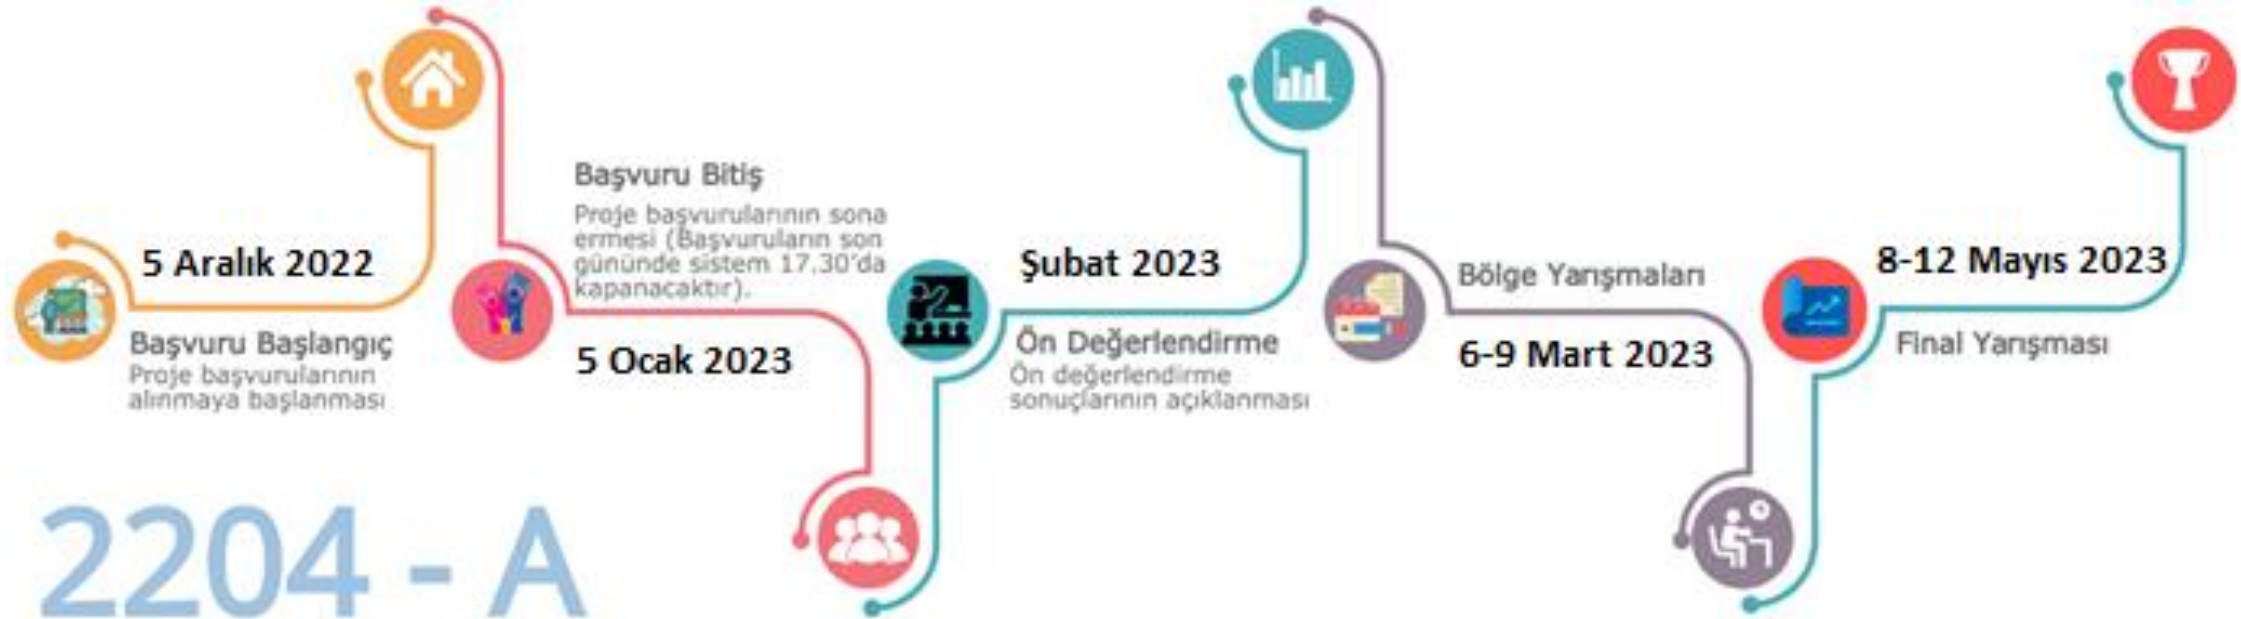 5 Aralık 2022
Başvuru Başlangıç
Proje başvurularının
alınmaya başlanması
Başvuru Bitiş
Proje başvurularının sona
ermesi (Başvuruların son
gününde sistem 17.30'da
kapanacaktır).
5 Ocak 2023
Şubat 2023
Ön Değerlendirme
Ön değerlendirme
sonuçlarının açıklanması
Bölge Yarışmaları
6-9 Mart 2023
8-12 Mayıs 2023
Final Yarışması
2204 - A